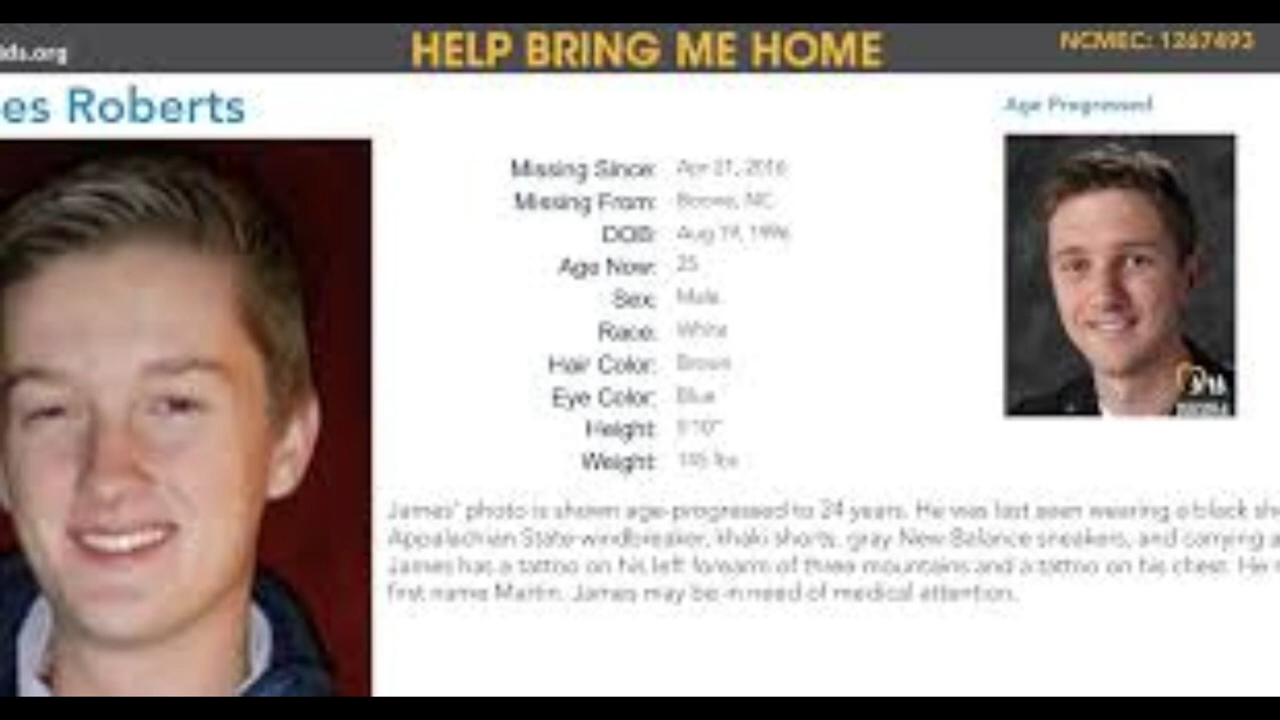 ds.org
HELP BRING ME HOME
NCMEC: 1267493
es Roberts
Age Progressed
Missing Since: Apr 21, 2016
Missing From: Boone, NC
DOB: Aug 19, 1996
Age Now: 25
Sex: Male
Race: White
Hair Color: Brown
Eye Color: Blue
Height: 5'10"
Weight: 145 lbs
James' photo is shown age-progressed to 24 years. He was last seen wearing a black
Appalachian State windbreaker, khaki shorts, gray New Balance sneakers, and carrying a
James has a tattoo on his left forearm of three mountains and a tattoo on his chest. He
first name Martin. James may be in need of medical attention.